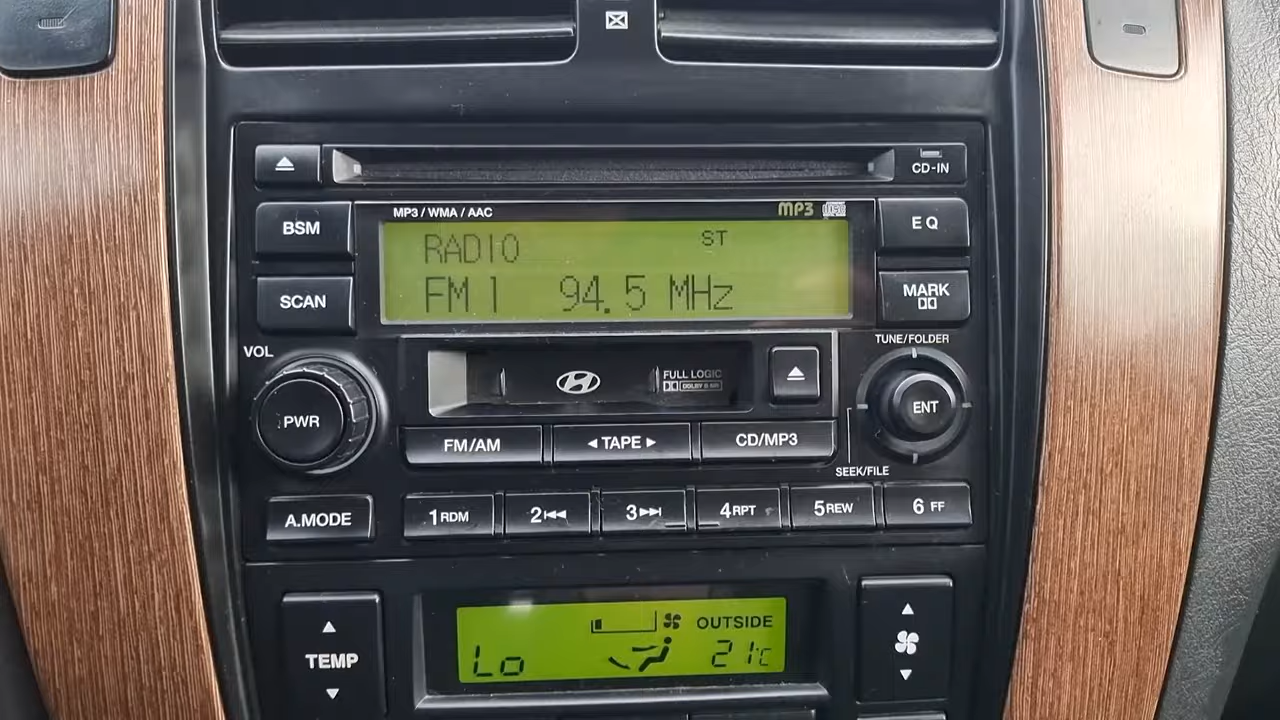 CD-IN
MP3 / WMA / AAC
MP3
BSM
EQ
RADIO ST
FM 1 94.5 MHz
SCAN
MARK
VOL
TUNE/FOLDER
FULL LOGIC
DOLBY B NR
PWR
ENT
FM/AM
◄ TAPE ►
CD/MP3
SEEK/FILE
A.MODE
1 RDM
2
3
4 RPT
5 REW
6 FF
OUTSIDE
TEMP
Lo
21°C